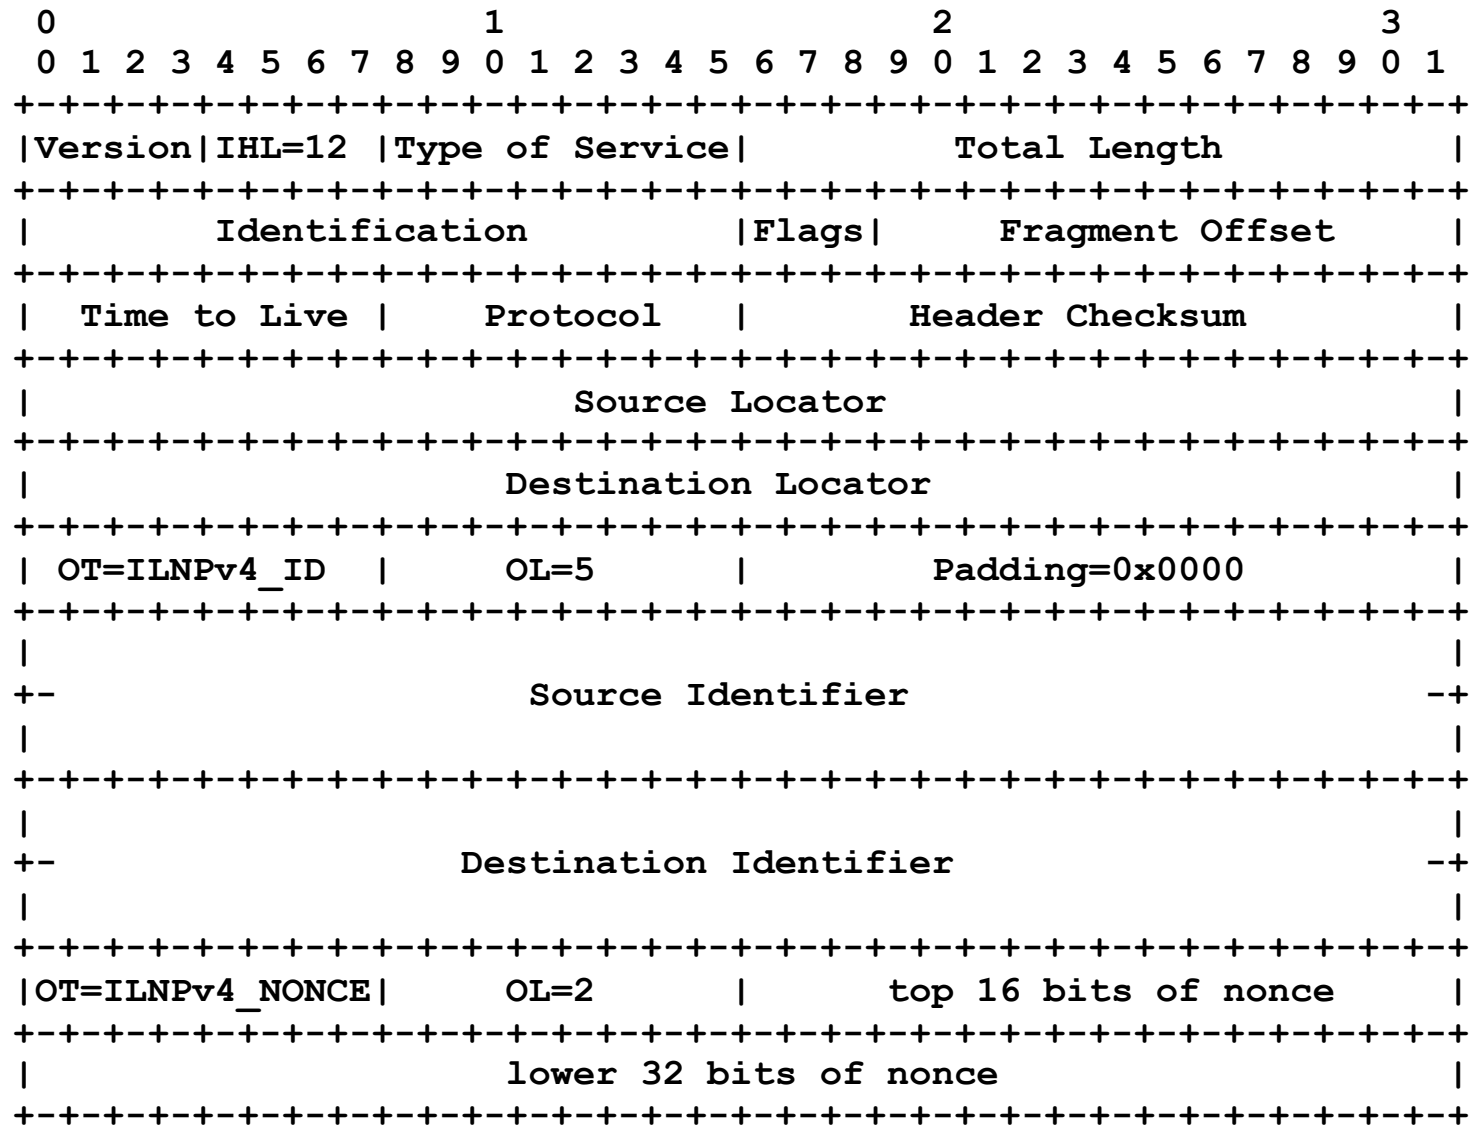 0                   1                   2                   3
 0 1 2 3 4 5 6 7 8 9 0 1 2 3 4 5 6 7 8 9 0 1 2 3 4 5 6 7 8 9 0 1
+-+-+-+-+-+-+-+-+-+-+-+-+-+-+-+-+-+-+-+-+-+-+-+-+-+-+-+-+-+-+-+-+
|Version|IHL=12 |Type of Service|         Total Length          |
+-+-+-+-+-+-+-+-+-+-+-+-+-+-+-+-+-+-+-+-+-+-+-+-+-+-+-+-+-+-+-+-+
|        Identification         |Flags|     Fragment Offset     |
+-+-+-+-+-+-+-+-+-+-+-+-+-+-+-+-+-+-+-+-+-+-+-+-+-+-+-+-+-+-+-+-+
|  Time to Live |    Protocol   |       Header Checksum         |
+-+-+-+-+-+-+-+-+-+-+-+-+-+-+-+-+-+-+-+-+-+-+-+-+-+-+-+-+-+-+-+-+
|                        Source Locator                         |
+-+-+-+-+-+-+-+-+-+-+-+-+-+-+-+-+-+-+-+-+-+-+-+-+-+-+-+-+-+-+-+-+
|                     Destination Locator                       |
+-+-+-+-+-+-+-+-+-+-+-+-+-+-+-+-+-+-+-+-+-+-+-+-+-+-+-+-+-+-+-+-+
| OT=ILNPv4_ID  |     OL=5      |        Padding=0x0000         |
+-+-+-+-+-+-+-+-+-+-+-+-+-+-+-+-+-+-+-+-+-+-+-+-+-+-+-+-+-+-+-+-+
|                                                               |
+-                     Source Identifier                       -+
|                                                               |
+-+-+-+-+-+-+-+-+-+-+-+-+-+-+-+-+-+-+-+-+-+-+-+-+-+-+-+-+-+-+-+-+
|                                                               |
+-                  Destination Identifier                     -+
|                                                               |
+-+-+-+-+-+-+-+-+-+-+-+-+-+-+-+-+-+-+-+-+-+-+-+-+-+-+-+-+-+-+-+-+
|OT=ILNPv4_NONCE|     OL=2      |      top 16 bits of nonce     |
+-+-+-+-+-+-+-+-+-+-+-+-+-+-+-+-+-+-+-+-+-+-+-+-+-+-+-+-+-+-+-+-+
|                     lower 32 bits of nonce                    |
+-+-+-+-+-+-+-+-+-+-+-+-+-+-+-+-+-+-+-+-+-+-+-+-+-+-+-+-+-+-+-+-+